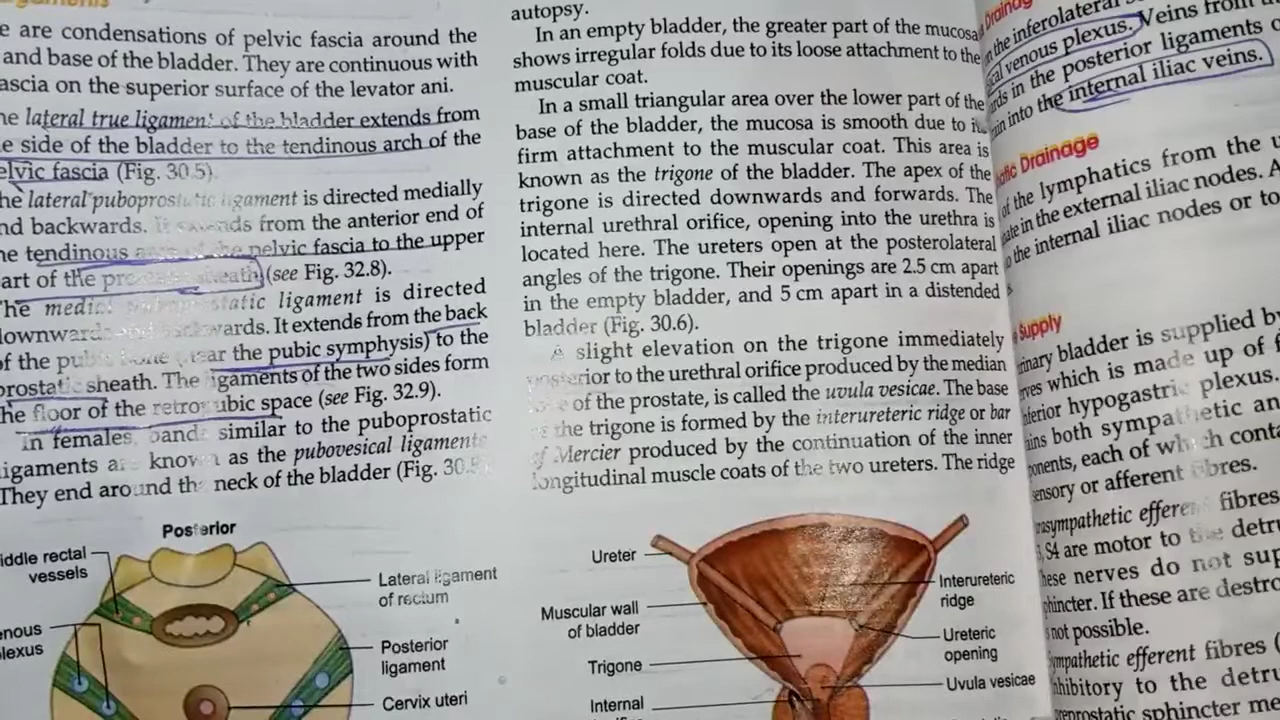 e are condensations of pelvic fascia around the
and base of the bladder. They are continuous with
ascia on the superior surface of the levator ani.
he lateral true ligament of the bladder extends from
e side of the bladder to the tendinous arch of the
elvic fascia (Fig. 30.5).
he lateral puboprostatic ligament is directed medially
nd backwards. It extends from the anterior end of
he tendinous of the pelvic fascia to the upper
art of the sheath (see Fig. 32.8).
The static ligament is directed
downward backwards. It extends from the back
of the pubic bone near the pubic symphysis) to the
prostatic sheath. The ligaments of the two sides form
he floor of the retropubic space (see Fig. 32.9).
In females, bands similar to the puboprostatic
igaments are known as the pubovesical ligaments
They end around the neck of the bladder (Fig. 30.5
Posterior
iddle rectal
vessels
enous
lexus
Lateral ligament
of rectum
Posterior
ligament
Cervix uteri
autopsy.
In an empty bladder, the greater part of the mucosa
shows irregular folds due to its loose attachment to the
muscular coat.
In a small triangular area over the lower part of the
base of the bladder, the mucosa is smooth due to its
firm attachment to the muscular coat. This area is
known as the trigone of the bladder. The apex of the
trigone is directed downwards and forwards. The
internal urethral orifice, opening into the urethra is
located here. The ureters open at the posterolateral
angles of the trigone. Their openings are 2.5 cm apart
in the empty bladder, and 5 cm apart in a distended
bladder (Fig. 30.6).
A slight elevation on the trigone immediately
posterior to the urethral orifice produced by the median
of the prostate, is called the uvula vesicae. The base
the trigone is formed by the interureteric ridge or bar
of Mercier produced by the continuation of the inner
longitudinal muscle coats of the two ureters. The ridge
Ureter
Muscular wall
of bladder
Trigone
Internal
Interureteric
ridge
Ureteric
opening
Uvula vesicae
Drainage
n the inferolateral
cal venous plexus. Veins from
ards in the posterior ligaments
ain into the internal iliac veins.
atic Drainage
of the lymphatics from the
ate in the external iliac nodes. A
o the internal iliac nodes or to
Supply
rinary bladder is supplied by
rves which is made up of f
nferior hypogastric plexus.
ains both sympathetic an
ponents, each of which conta
sensory or afferent fibres.
rasympathetic efferent fibres
3, S4 are motor to the detru
hese nerves do not sup
phincter. If these are destro
s not possible.
ympathetic efferent fibres (
nhibitory to the detru
preprostatic sphincter me